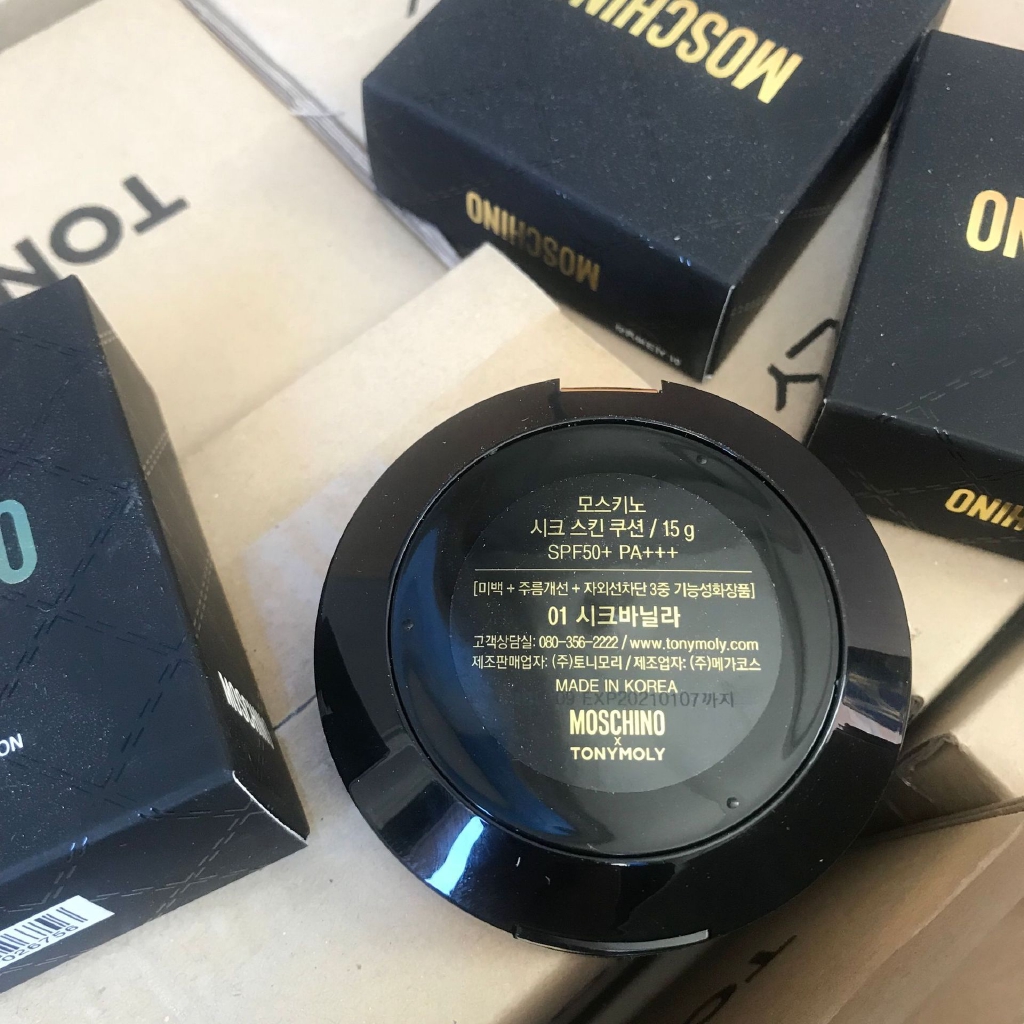 MOSCHINO
MOSCHINO
TON
NO
HINO
O
ON
MOSCHINO
026756
모스키노
시크 스킨 쿠션 / 15 g
SPF50+ PA+++
[미백 + 주름개선 + 자외선차단 3중 기능성화장품]
01 시크바닐라
고객상담실: 080-356-2222 / www.tonymoly.com
제조판매업자: (주)토니모리 / 제조업자: (주)메가코스
MADE IN KOREA
09 EXP20210107까지
MOSCHINO
X
TONYMOLY